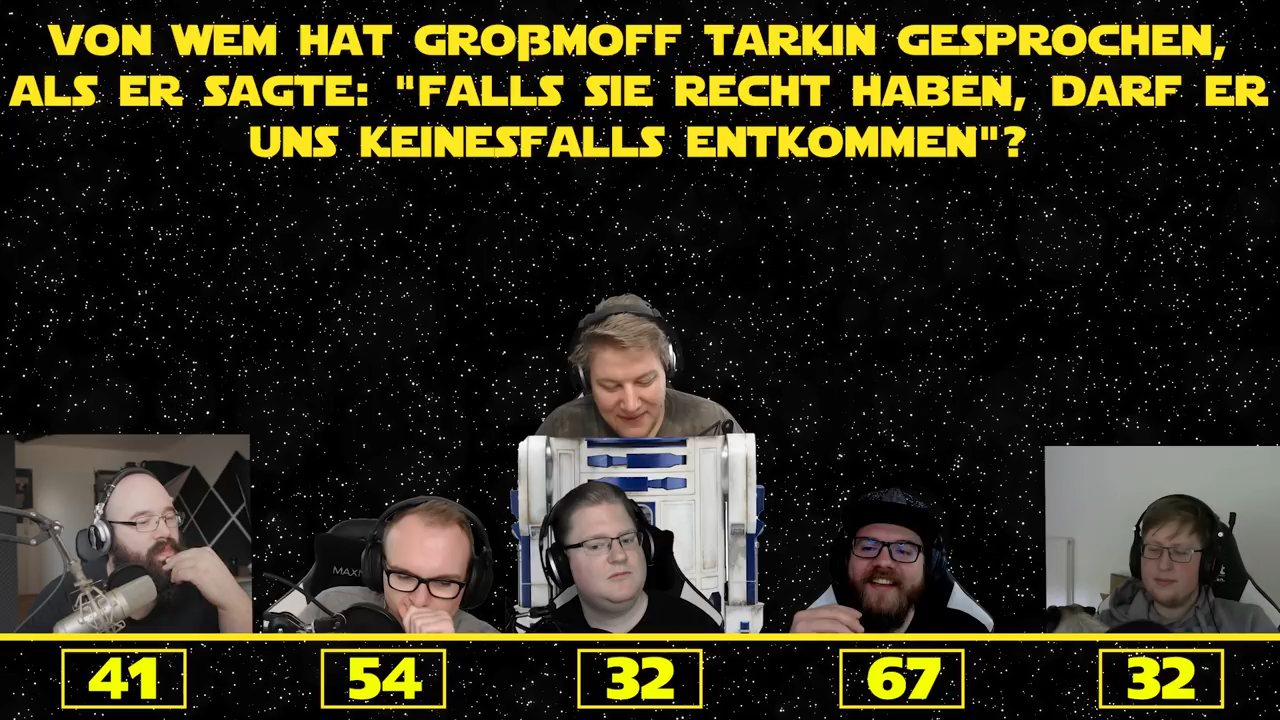 VON WEM HAT GROßMOFF TARKIN GESPROCHEN,
ALS ER SAGTE: "FALLS SIE RECHT HABEN, DARF ER
UNS KEINESFALLS ENTKOMMEN"?
41 54 32 67 32